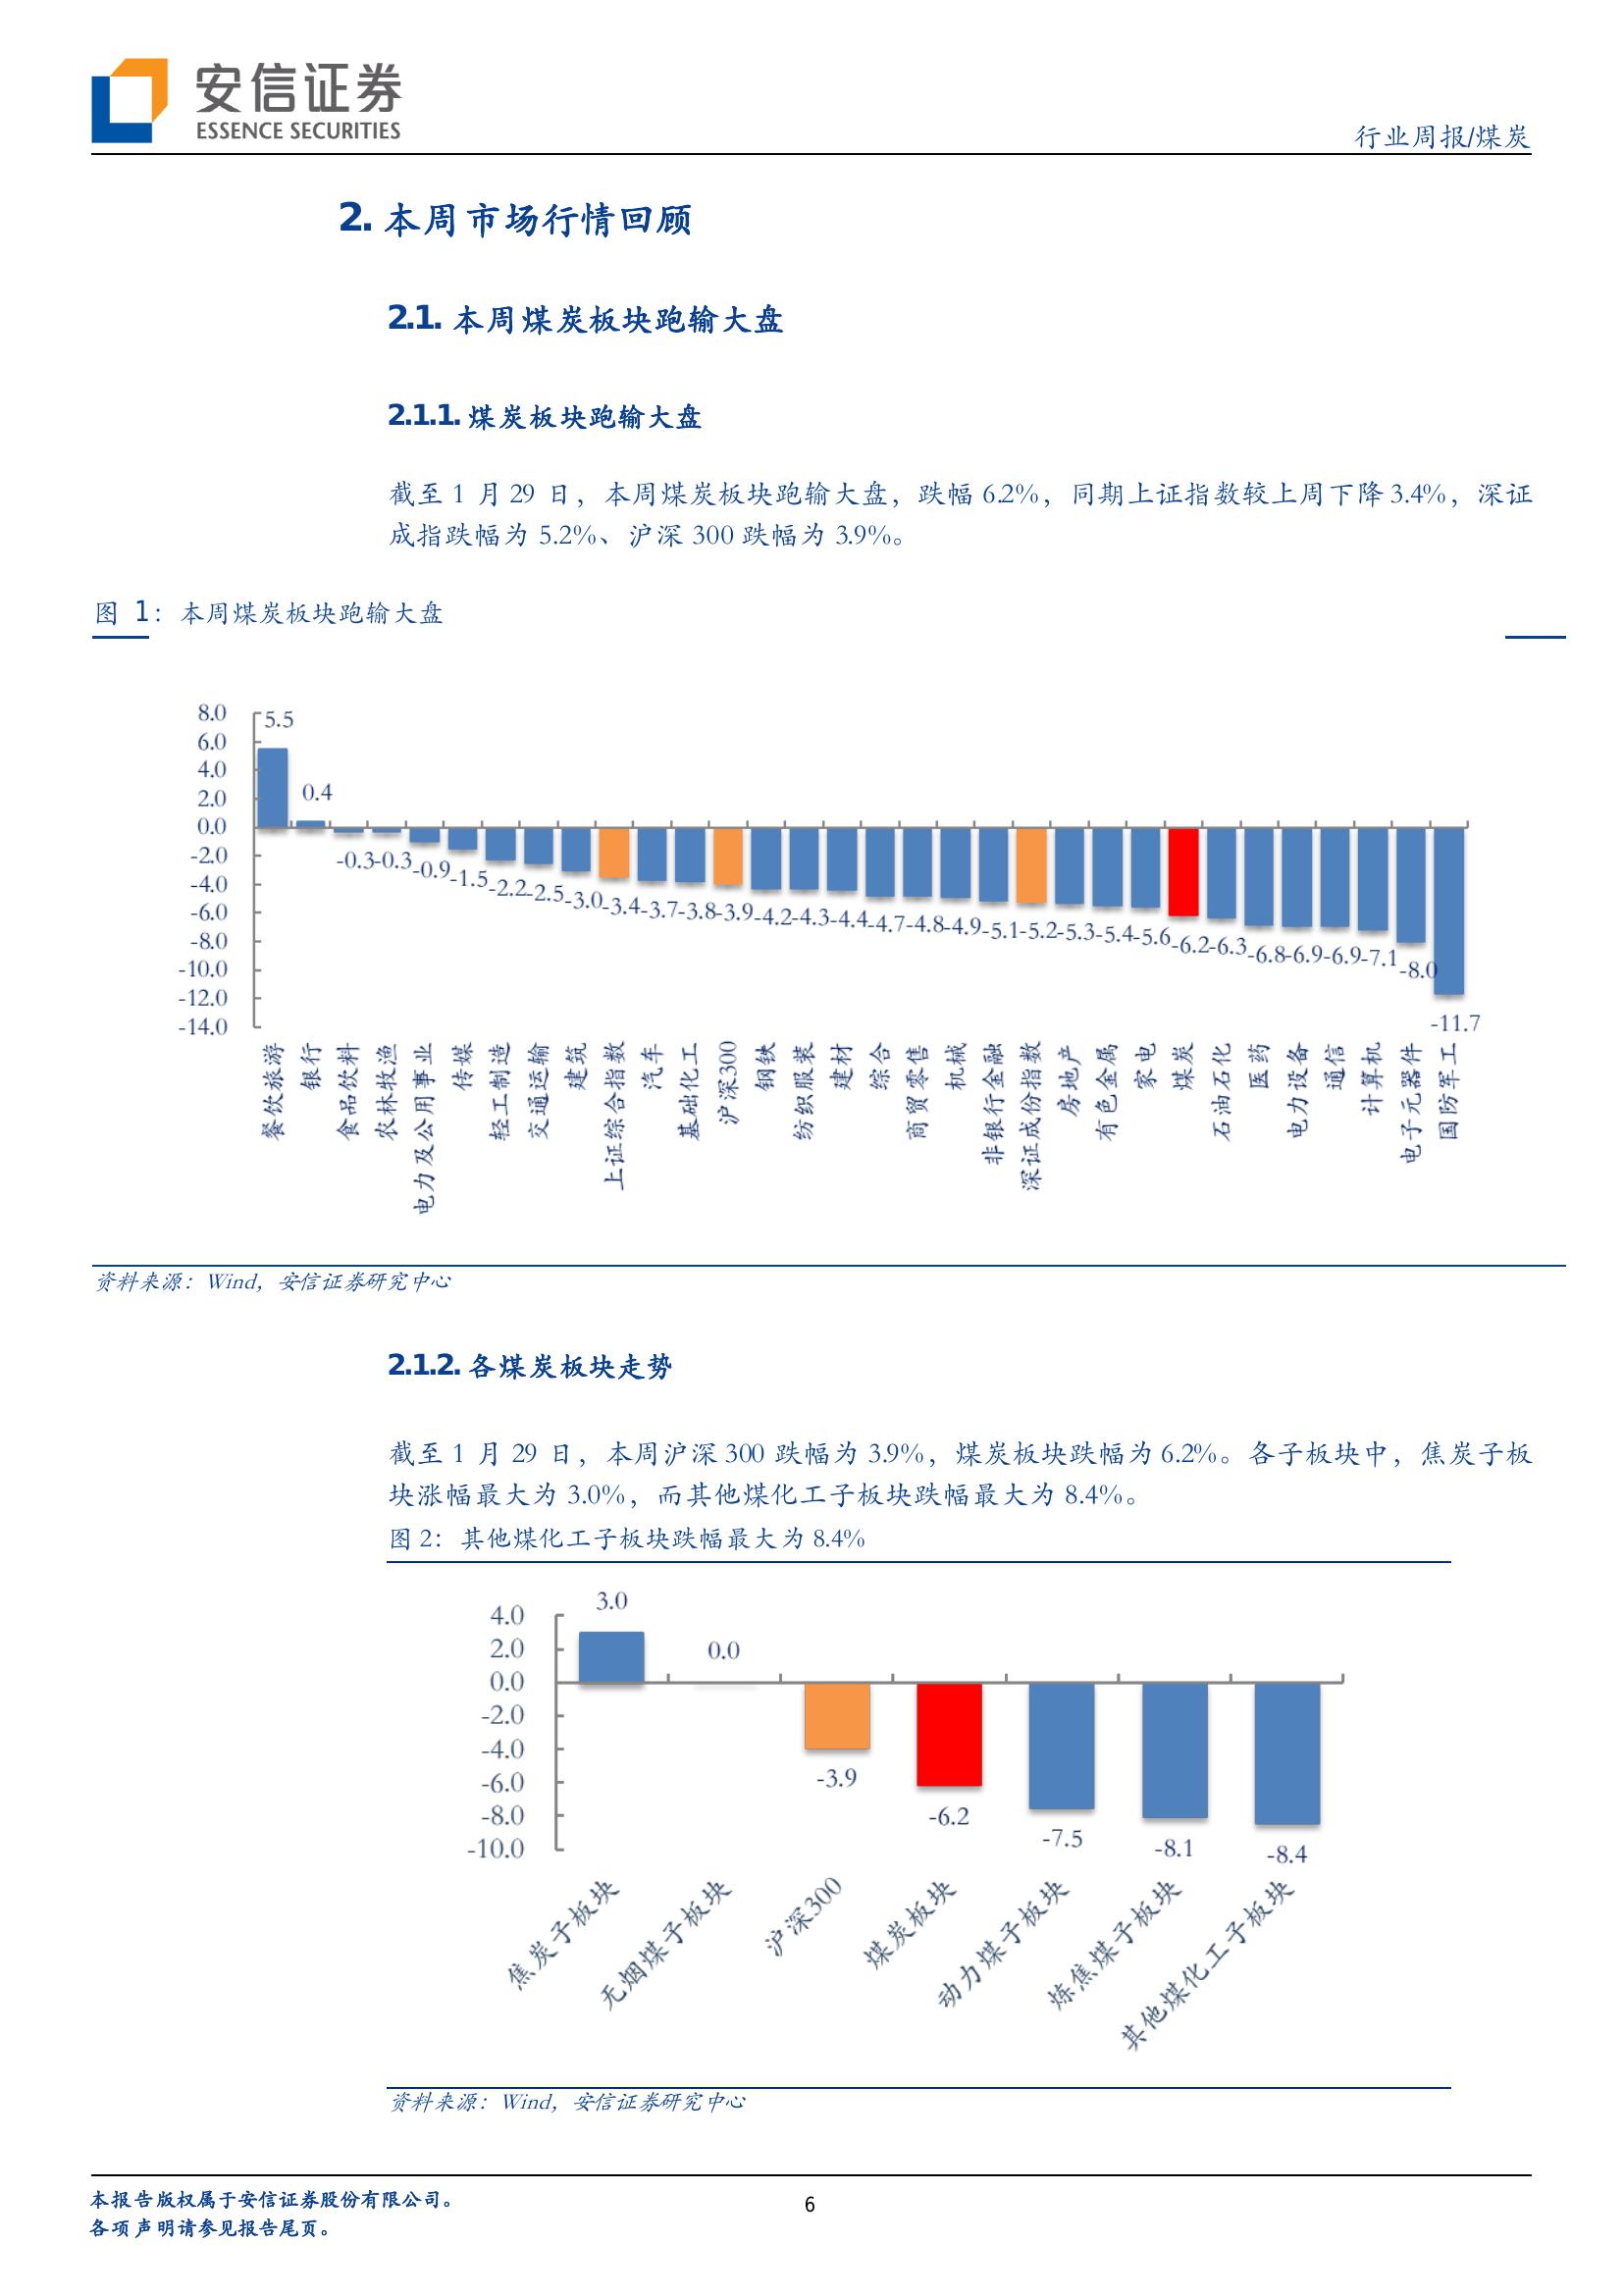 安信证券
ESSENCE SECURITIES
行业周报/煤炭
2. 本周市场行情回顾
2.1. 本周煤炭板块跑输大盘
2.1.1. 煤炭板块跑输大盘
截至 1 月 29 日，本周煤炭板块跑输大盘，跌幅 6.2%，同期上证指数较上周下降 3.4%，深证
成指跌幅为 5.2%、沪深 300 跌幅为 3.9%。
图 1：本周煤炭板块跑输大盘
8.0
6.0
4.0
2.0
0.0
-2.0
-4.0
-6.0
-8.0
-10.0
-12.0
-14.0
5.5
0.4
-0.3
-0.3
-0.9
-1.5
-2.2
-2.5
-3.0
-3.4
-3.7
-3.8
-3.9
-4.2
-4.3
-4.4
-4.7
-4.8
-4.9
-5.1
-5.2
-5.3
-5.4
-5.6
-6.2
-6.3
-6.8
-6.9
-6.9
-7.1
-8.0
-11.7
餐饮旅游
银行
食品饮料
农林牧渔
电力及公用事业
传媒
轻工制造
交通运输
建筑
上证综合指数
汽车
基础化工
沪深300
钢铁
纺织服装
建材
综合
商贸零售
机械
非银行金融
深证成份指数
房地产
有色金属
家电
煤炭
石油石化
医药
电力设备
通信
计算机
电子元器件
国防军工
资料来源：Wind，安信证券研究中心
2.1.2. 各煤炭板块走势
截至 1 月 29 日，本周沪深 300 跌幅为 3.9%，煤炭板块跌幅为 6.2%。各子板块中，焦炭子板
块涨幅最大为 3.0%，而其他煤化工子板块跌幅最大为 8.4%。
图 2：其他煤化工子板块跌幅最大为 8.4%
4.0
2.0
0.0
-2.0
-4.0
-6.0
-8.0
-10.0
3.0
0.0
-3.9
-6.2
-7.5
-8.1
-8.4
焦炭子板块
无烟煤子板块
沪深300
煤炭板块
动力煤子板块
炼焦煤子板块
其他煤化工子板块
资料来源：Wind，安信证券研究中心
本报告版权属于安信证券股份有限公司。
各项声明请参见报告尾页。
6